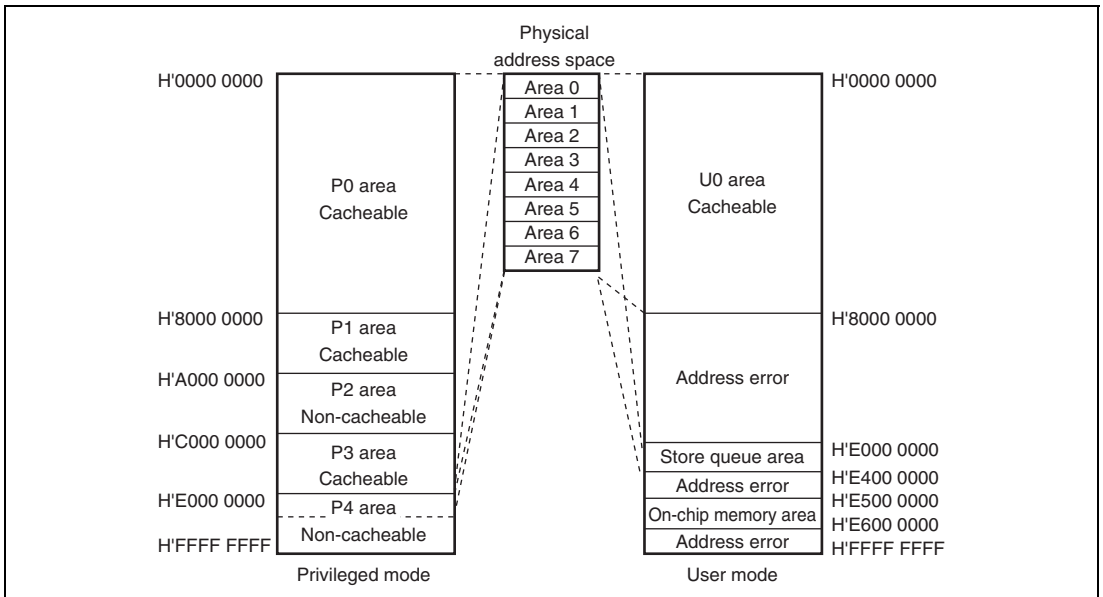 Physical
address space
H'0000 0000
P0 area
Cacheable
H'8000 0000
P1 area
Cacheable
H'A000 0000
P2 area
Non-cacheable
H'C000 0000
P3 area
Cacheable
H'E000 0000
P4 area
Non-cacheable
H'FFFF FFFF
Privileged mode
Area 0
Area 1
Area 2
Area 3
Area 4
Area 5
Area 6
Area 7
H'0000 0000
U0 area
Cacheable
H'8000 0000
Address error
Store queue area
H'E000 0000
Address error
H'E400 0000
H'E500 0000
On-chip memory area
H'E600 0000
Address error
H'FFFF FFFF
User mode